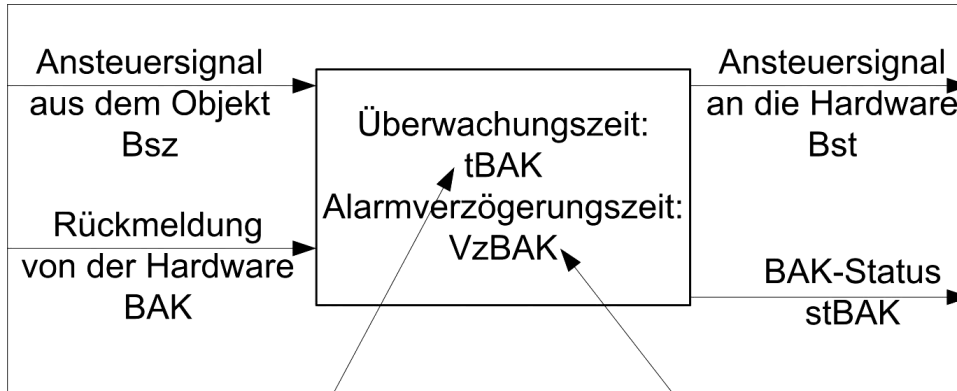 Ansteuersignal
aus dem Objekt
Bsz
Rückmeldung
von der Hardware
BAK
Überwachungszeit:
tBAK
Alarmverzögerungszeit:
VzBAK
Ansteuersignal
an die Hardware
Bst
BAK-Status
stBAK